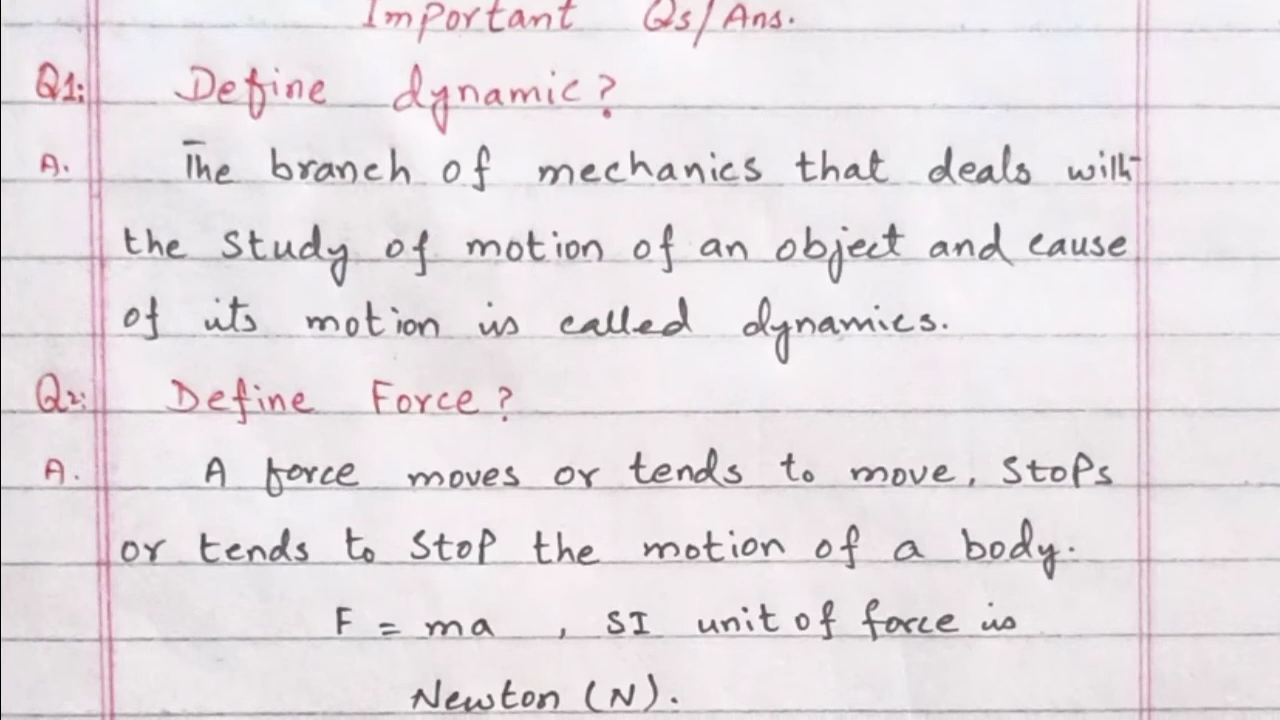 Important Qs/Ans.
Q1: Define dynamic?
A. The branch of mechanics that deals with
the study of motion of an object and cause
of its motion is called dynamics.
Q2: Define Force?
A. A force moves or tends to move, stops
or tends to stop the motion of a body.
F = ma , SI unit of force is
Newton (N).